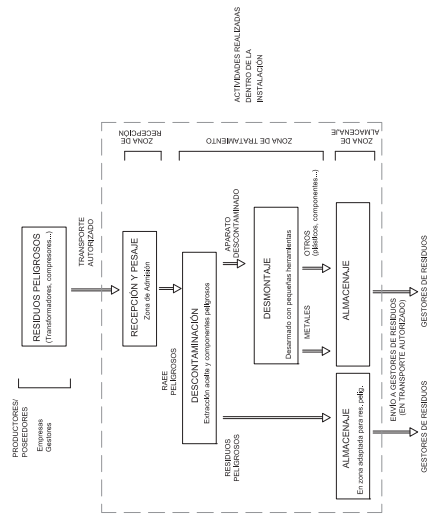 PRODUCTORES/
POSEEDORES
Empresas
Gestores
RESIDUOS PELIGROSOS
(Transformadores, compresores...)
TRANSPORTE
AUTORIZADO
RECEPCIÓN Y PESAJE
Zona de Admisión
ZONA DE
RECEPCIÓN
ACTIVIDADES REALIZADAS
DENTRO DE LA
INSTALACIÓN
RAEE
PELIGROSOS
DESCONTAMINACIÓN
Extracción aceite y componentes peligrosos
ZONA DE TRATAMIENTO
RESIDUOS
PELIGROSOS
APARATO
DESCONTAMINADO
DESMONTAJE
Desarmado con pequeñas herramientas
METALES
OTROS
(plásticos, componentes...)
ALMACENAJE
En zona adaptada para res. pelig.
ALMACENAJE
ZONA DE
ALMACENAJE
ENVÍO A GESTORES DE RESIDUOS
(EN TRANSPORTE AUTORIZADO)
GESTORES DE RESIDUOS
GESTORES DE RESIDUOS